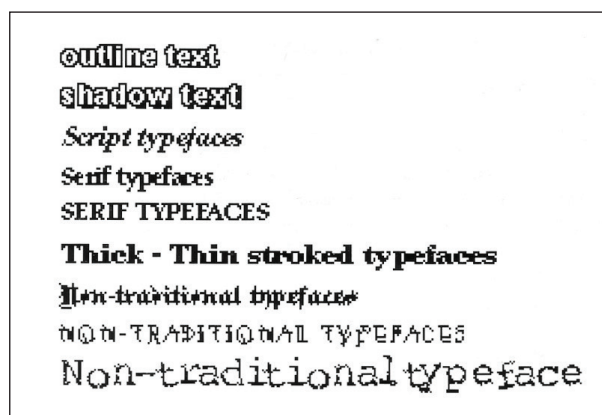 outline text
shadow text
Script typefaces
Serif typefaces
SERIF TYPEFACES
Thick - Thin stroked typefaces
Non-traditional typefaces
NON-TRADITIONAL TYPEFACES
Non-traditional typeface